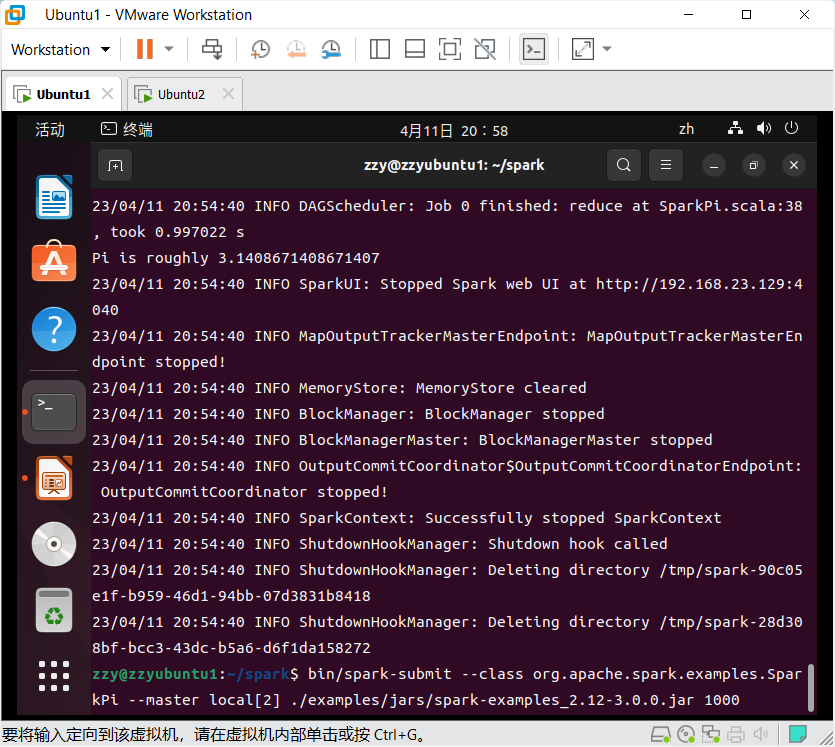 Ubuntu1 - VMware Workstation
Workstation
Ubuntu1
Ubuntu2
活动
终端
4月11日 20：58
zh
zzy@zzyubuntu1: ~/spark
23/04/11 20:54:40 INFO DAGScheduler: Job 0 finished: reduce at SparkPi.scala:38
, took 0.997022 s
Pi is roughly 3.1408671408671407
23/04/11 20:54:40 INFO SparkUI: Stopped Spark web UI at http://192.168.23.129:4
040
23/04/11 20:54:40 INFO MapOutputTrackerMasterEndpoint: MapOutputTrackerMasterEn
dpoint stopped!
23/04/11 20:54:40 INFO MemoryStore: MemoryStore cleared
23/04/11 20:54:40 INFO BlockManager: BlockManager stopped
23/04/11 20:54:40 INFO BlockManagerMaster: BlockManagerMaster stopped
23/04/11 20:54:40 INFO OutputCommitCoordinator$OutputCommitCoordinatorEndpoint:
 OutputCommitCoordinator stopped!
23/04/11 20:54:40 INFO SparkContext: Successfully stopped SparkContext
23/04/11 20:54:40 INFO ShutdownHookManager: Shutdown hook called
23/04/11 20:54:40 INFO ShutdownHookManager: Deleting directory /tmp/spark-90c05
e1f-b959-46d1-94bb-07d3831b8418
23/04/11 20:54:40 INFO ShutdownHookManager: Deleting directory /tmp/spark-28d30
8bf-bcc3-43dc-b5a6-d6f1da158272
zzy@zzyubuntu1:~/spark$ bin/spark-submit --class org.apache.spark.examples.Spar
kPi --master local[2] ./examples/jars/spark-examples_2.12-3.0.0.jar 1000
要将输入定向到该虚拟机，请在虚拟机内部单击或按 Ctrl+G。